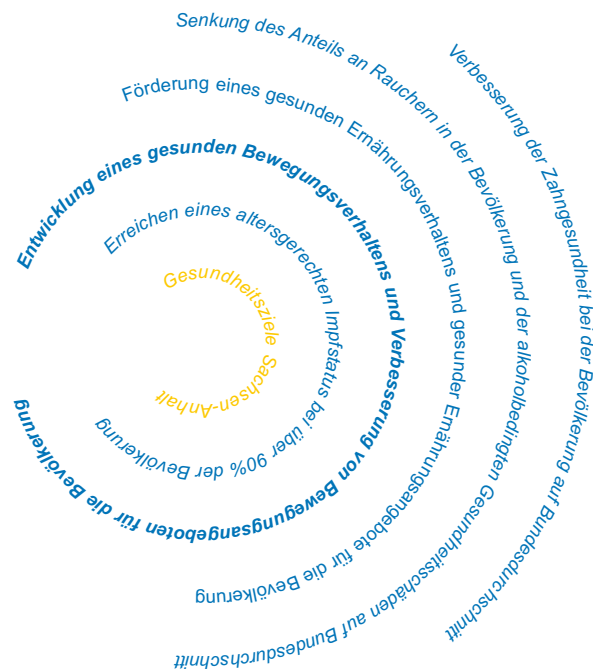 Senkung des Anteils an Rauchern in der Bevölkerung und der alkoholbedingten Gesundheitsschäden auf Bundesdurchschnitt
Verbesserung der Zahngesundheit bei der Bevölkerung auf Bundesdurchschnitt
Förderung eines gesunden Ernährungsverhaltens und gesunder Ernährungsangebote für die Bevölkerung
Entwicklung eines gesunden Bewegungsverhaltens und Verbesserung von Bewegungsangeboten für die Bevölkerung
Erreichen eines altersgerechten Impfstatus bei über 90% der Bevölkerung
Gesundheitsziele Sachsen-Anhalt